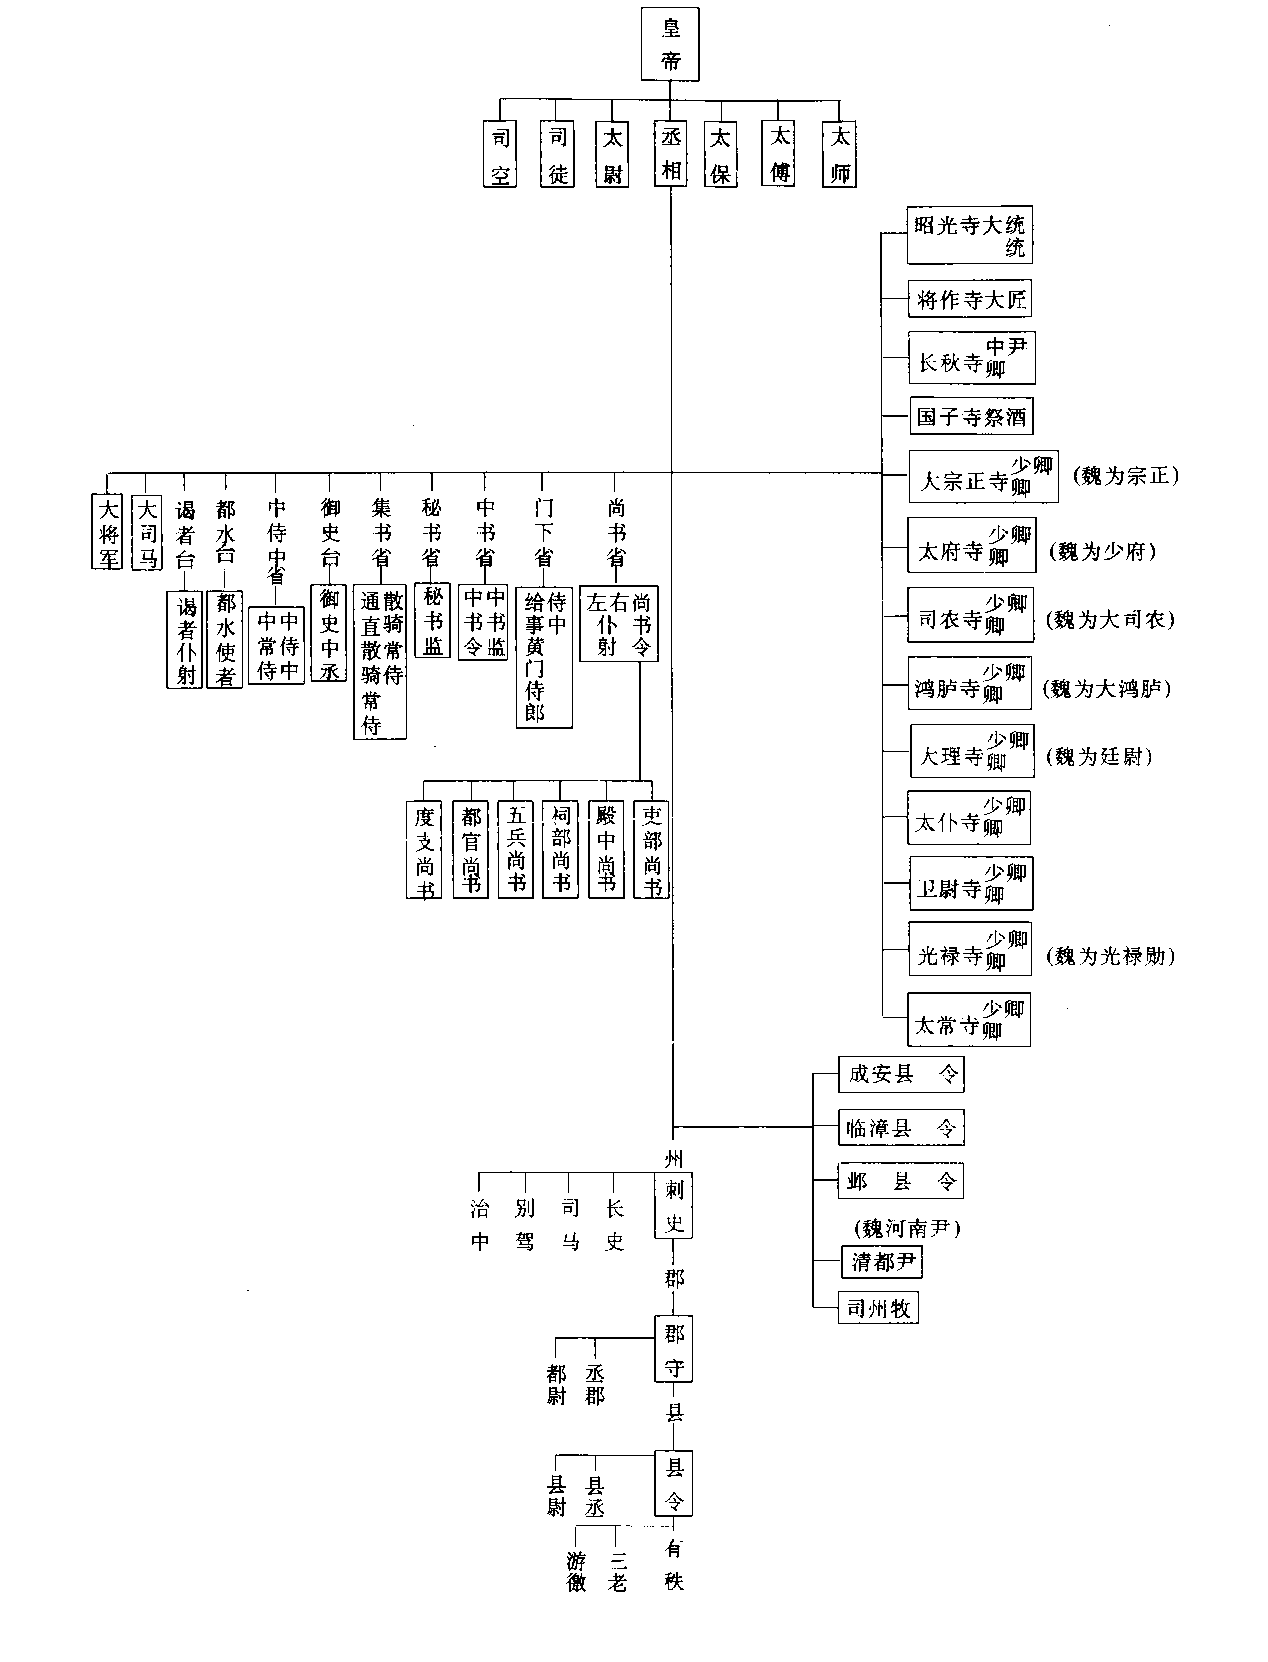 皇帝
司空
司徒
太尉
丞相
太保
太傅
太师
昭光寺大统
统
将作寺大匠
长秋寺中尹
卿
国子寺祭酒
大宗正寺少卿
卿
(魏为宗正)
太府寺少卿
卿
(魏为少府)
司农寺少卿
卿
(魏为大司农)
鸿胪寺少卿
卿
(魏为大鸿胪)
大理寺少卿
卿
(魏为廷尉)
太仆寺少卿
卿
卫尉寺少卿
卿
光禄寺少卿
卿
(魏为光禄勋)
太常寺少卿
卿
大将军
大司马
谒者台
谒者仆射
都水台
都水使者
中侍中省
中侍中
中常侍
御史台
御史中丞
集书省
散骑常侍
通直散骑常侍
秘书省
秘书监
中书省
中书监
中书令
门下省
侍中
给事黄门侍郎
尚书省
尚书令
左右仆射
度支尚书
都官尚书
五兵尚书
祠部尚书
殿中尚书
吏部尚书
成安县 令
临漳县 令
邺县 令
(魏河南尹)
清都尹
司州牧
州
刺史
治中
别驾
司马
长史
郡
郡守
都尉
丞郡
县
县令
县尉
县丞
游徼
三老
有秩